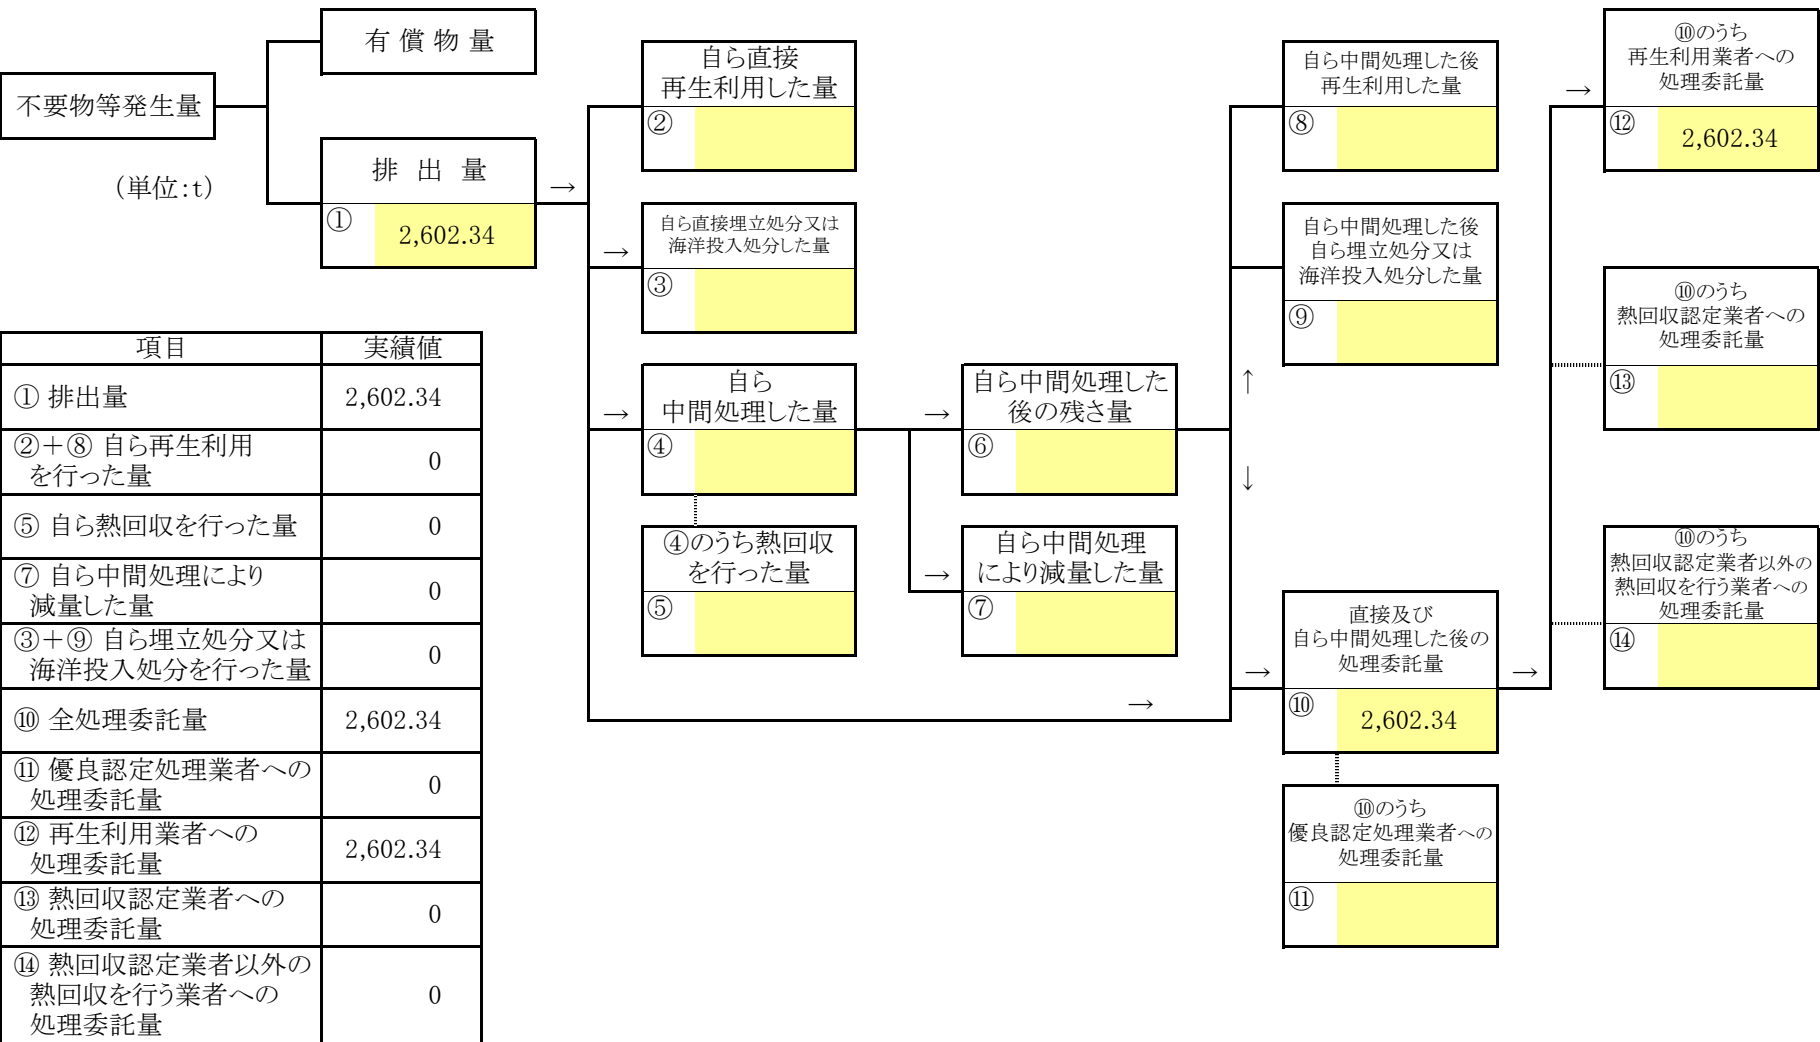 不要物等発生量
(単位:t)
有 償 物 量
排 出 量
①
2,602.34
→
自ら直接
再生利用した量
②
→
自ら直接埋立処分又は
海洋投入処分した量
③
→
自ら
中間処理した量
④
④のうち熱回収
を行った量
⑤
→
自ら中間処理した
後の残さ量
⑥
→
自ら中間処理
により減量した量
⑦
→
自ら中間処理した後
再生利用した量
⑧
自ら中間処理した後
自ら埋立処分又は
海洋投入処分した量
⑨
↑
↓
→
直接及び
自ら中間処理した後の
処理委託量
⑩
2,602.34
→
⑩のうち
優良認定処理業者への
処理委託量
⑪
→
⑩のうち
再生利用業者への
処理委託量
⑫
2,602.34
⑩のうち
熱回収認定業者への
処理委託量
⑬
⑩のうち
熱回収認定業者以外の
熱回収を行う業者への
処理委託量
⑭
項目 実績値
① 排出量 2,602.34
②+⑧ 自ら再生利用
を行った量
0
⑤ 自ら熱回収を行った量 0
⑦ 自ら中間処理により
減量した量
0
③+⑨ 自ら埋立処分又は
海洋投入処分を行った量
0
⑩ 全処理委託量 2,602.34
⑪ 優良認定処理業者への
処理委託量
0
⑫ 再生利用業者への
処理委託量
2,602.34
⑬ 熱回収認定業者への
処理委託量
0
⑭ 熱回収認定業者以外の
熱回収を行う業者への
処理委託量
0